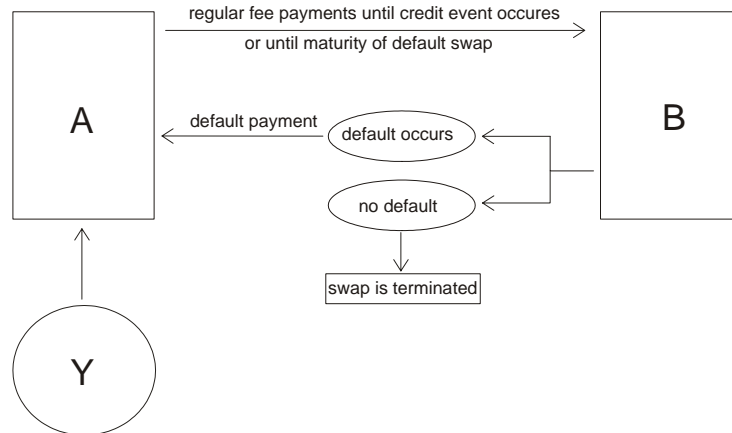 regular fee payments until credit event occures
or until maturity of default swap
A
B
default payment
default occurs
no default
swap is terminated
Y